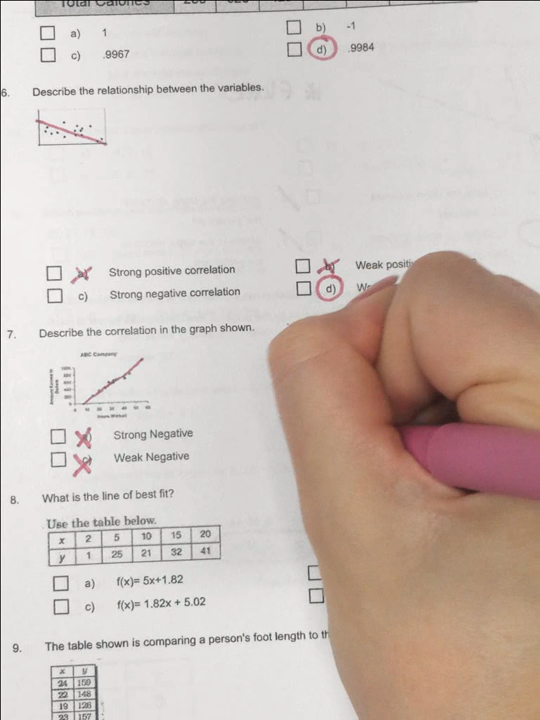 Total Calories
a) 1 b) -1
c) .9967 d) .9984
6. Describe the relationship between the variables.
a) Strong positive correlation b) Weak
c) Strong negative correlation d)
7. Describe the correlation in the graph shown.
ABC Company
a) Strong Negative
c) Weak Negative
8. What is the line of best fit?
Use the table below.
x 2 5 10 15 20
y 1 25 21 32 41
a) f(x)= 5x+1.82
c) f(x)= 1.82x + 5.02
9. The table shown is comparing a person's foot length to
x y
24 159
22 148
19 126
23 157